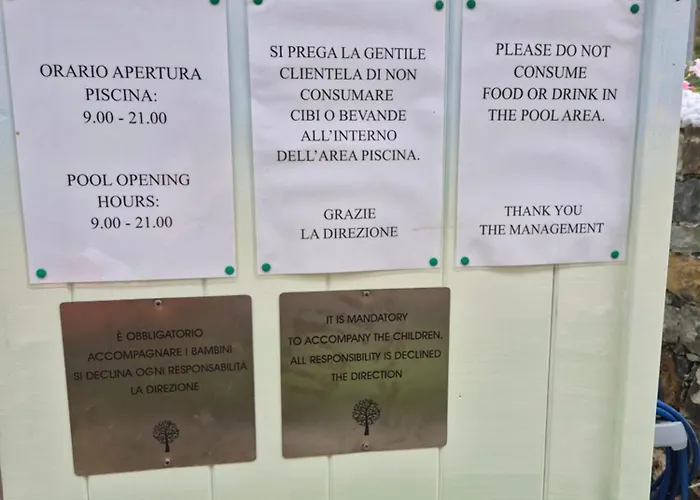 ORARIO APERTURA
PISCINA:
9.00 - 21.00
POOL OPENING
HOURS:
9.00 - 21.00
SI PREGA LA GENTILE
CLIENTELA DI NON
CONSUMARE
CIBI O BEVANDE
ALL'INTERNO
DELL'AREA PISCINA.
GRAZIE
LA DIREZIONE
PLEASE DO NOT
CONSUME
FOOD OR DRINK IN
THE POOL AREA.
THANK YOU
THE MANAGEMENT
È OBBLIGATORIO
ACCOMPAGNARE I BAMBINI
SI DECLINA OGNI RESPONSABILITÀ
LA DIREZIONE
IT IS MANDATORY
TO ACCOMPANY THE CHILDREN.
ALL RESPONSIBILITY IS DECLINED
THE DIRECTION